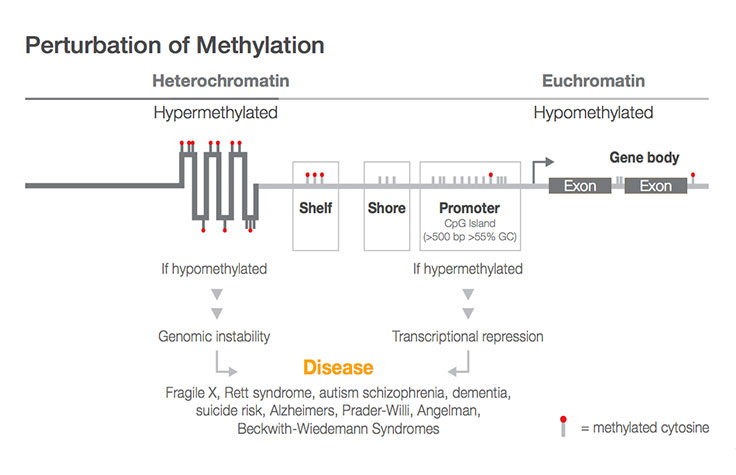 Perturbation of Methylation
Heterochromatin
Euchromatin
Hypermethylated
Hypomethylated
Gene body
Exon
Exon
Shelf
Shore
Promoter
CpG Island
(>500 bp >55% GC)
If hypomethylated
If hypermethylated
Genomic instability
Transcriptional repression
Disease
Fragile X, Rett syndrome, autism schizophrenia, dementia,
suicide risk, Alzheimers, Prader-Willi, Angelman,
Beckwith-Wiedemann Syndromes
= methylated cytosine